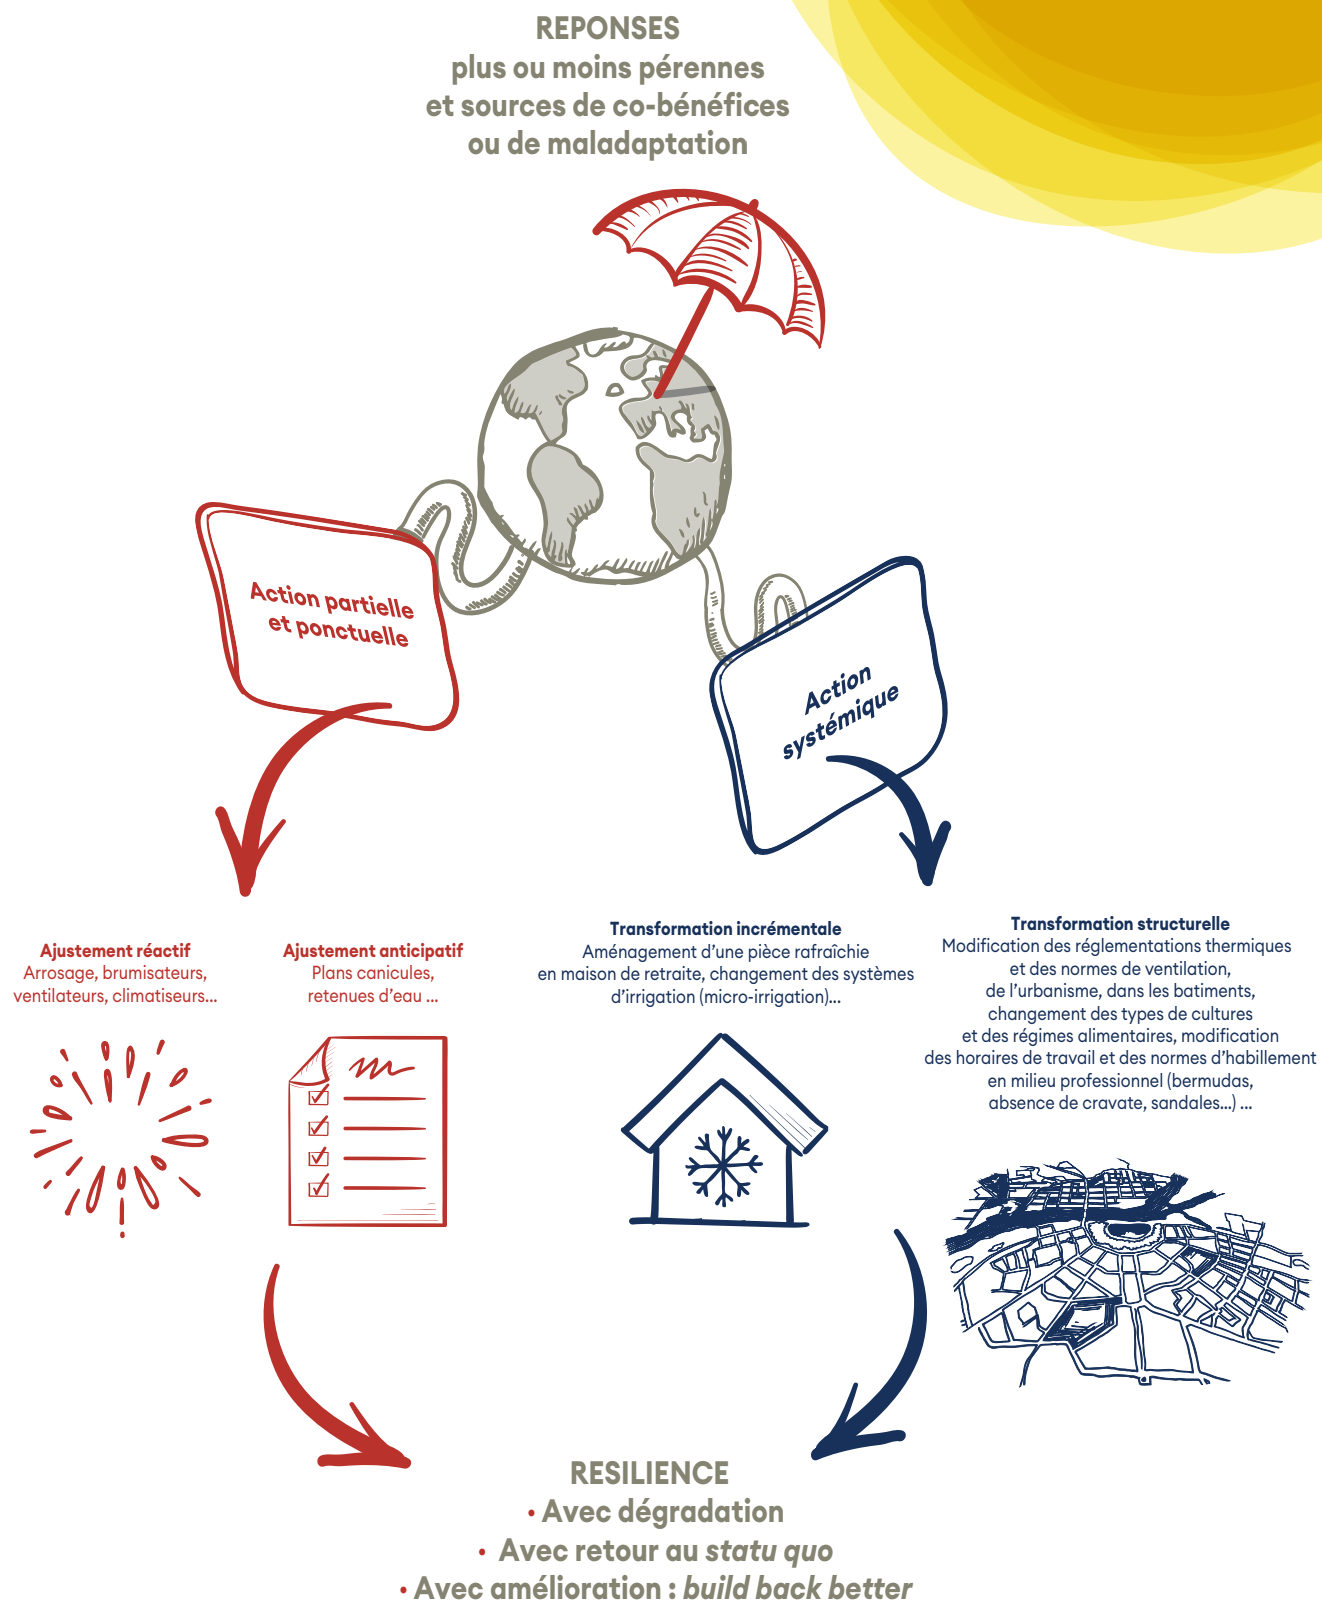 REPONSES
plus ou moins pérennes
et sources de co-bénéfices
ou de maladaptation
Action partielle
et ponctuelle
Action
systémique
Ajustement réactif
Arrosage, brumisateurs,
ventilateurs, climatiseurs...
Ajustement anticipatif
Plans canicules,
retenues d’eau ...
Transformation incrémentale
Aménagement d’une pièce rafraîchie
en maison de retraite, changement des systèmes
d’irrigation (micro-irrigation)...
Transformation structurelle
Modification des réglementations thermiques
et des normes de ventilation,
de l’urbanisme, dans les batiments,
changement des types de cultures
et des régimes alimentaires, modification
des horaires de travail et des normes d’habillement
en milieu professionnel (bermudas,
absence de cravate, sandales...) ...
RESILIENCE
• Avec dégradation
• Avec retour au statu quo
• Avec amélioration : build back better